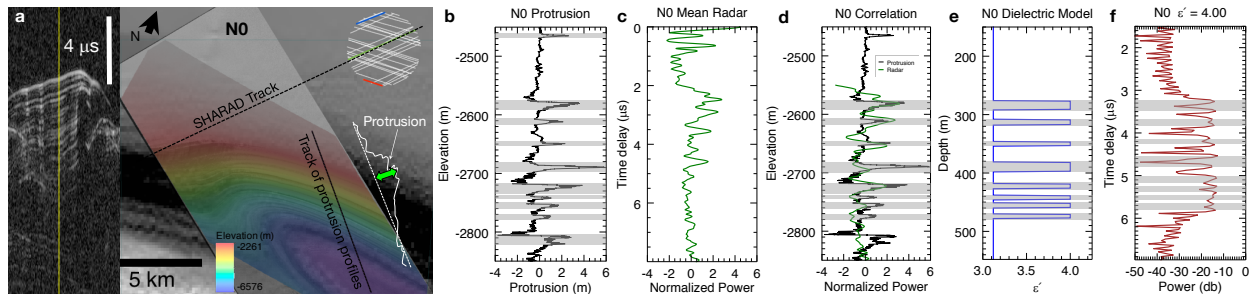 a
4 µs
N
N0
SHARAD Track
Protrusion
Track of protrusion profiles
Elevation (m)
-2261
-6576
5 km
b
N0 Protrusion
-2500
-2600
-2700
-2800
Elevation (m)
-4 -2 0 2 4 6
Protrusion (m)
c
N0 Mean Radar
0
2
4
6
Time delay (µs)
-6 -4 -2 0 2 4 6
Normalized Power
d
N0 Correlation
Protrusion
Radar
-2500
-2600
-2700
-2800
Elevation (m)
-4 -2 0 2 4 6
Normalized Power
e
N0 Dielectric Model
200
300
400
500
Depth (m)
3.0 3.5 4.0
ε′
f
N0 ε′ = 4.00
2
3
4
5
6
Time delay (µs)
-50 -40 -30 -20 -10 0
Power (db)